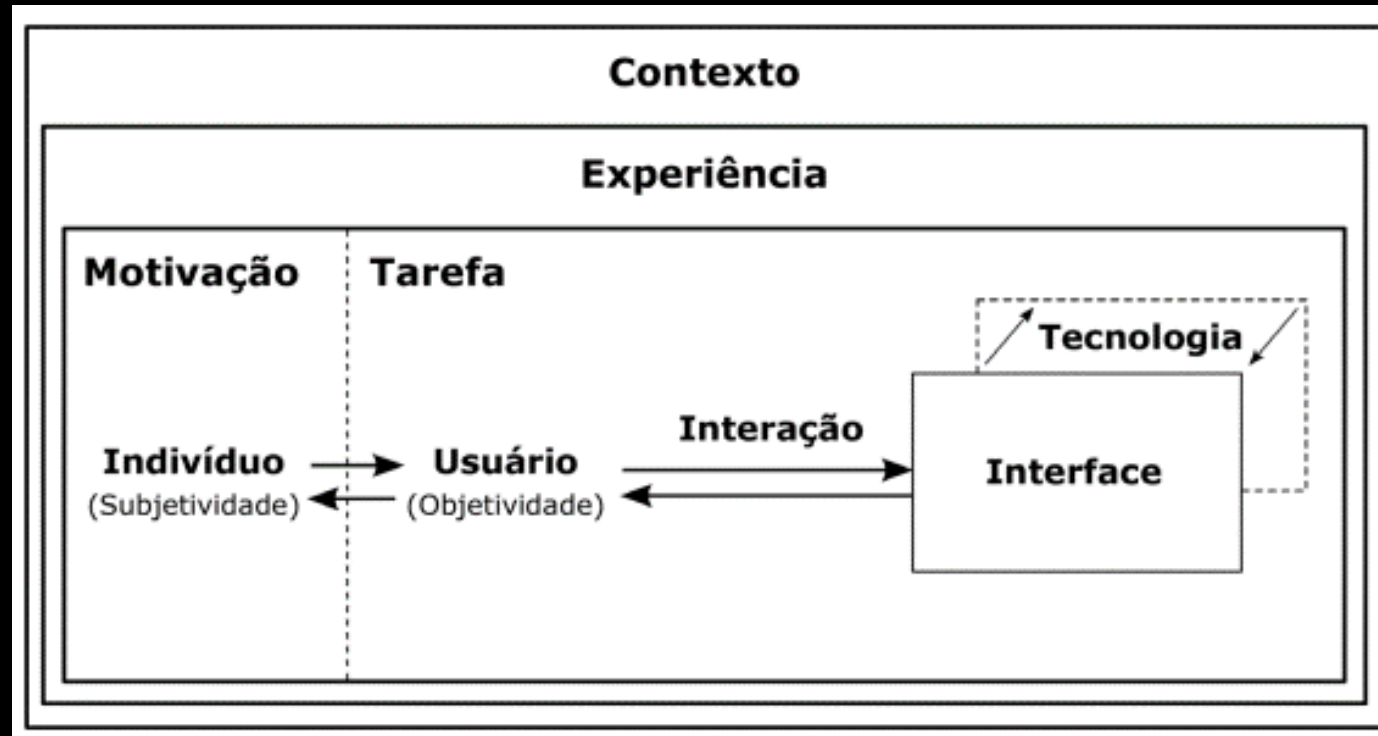 Contexto
Experiência
Motivação
Tarefa
Tecnologia
Interação
Indivíduo
(Subjetividade)
Usuário
(Objetividade)
Interface